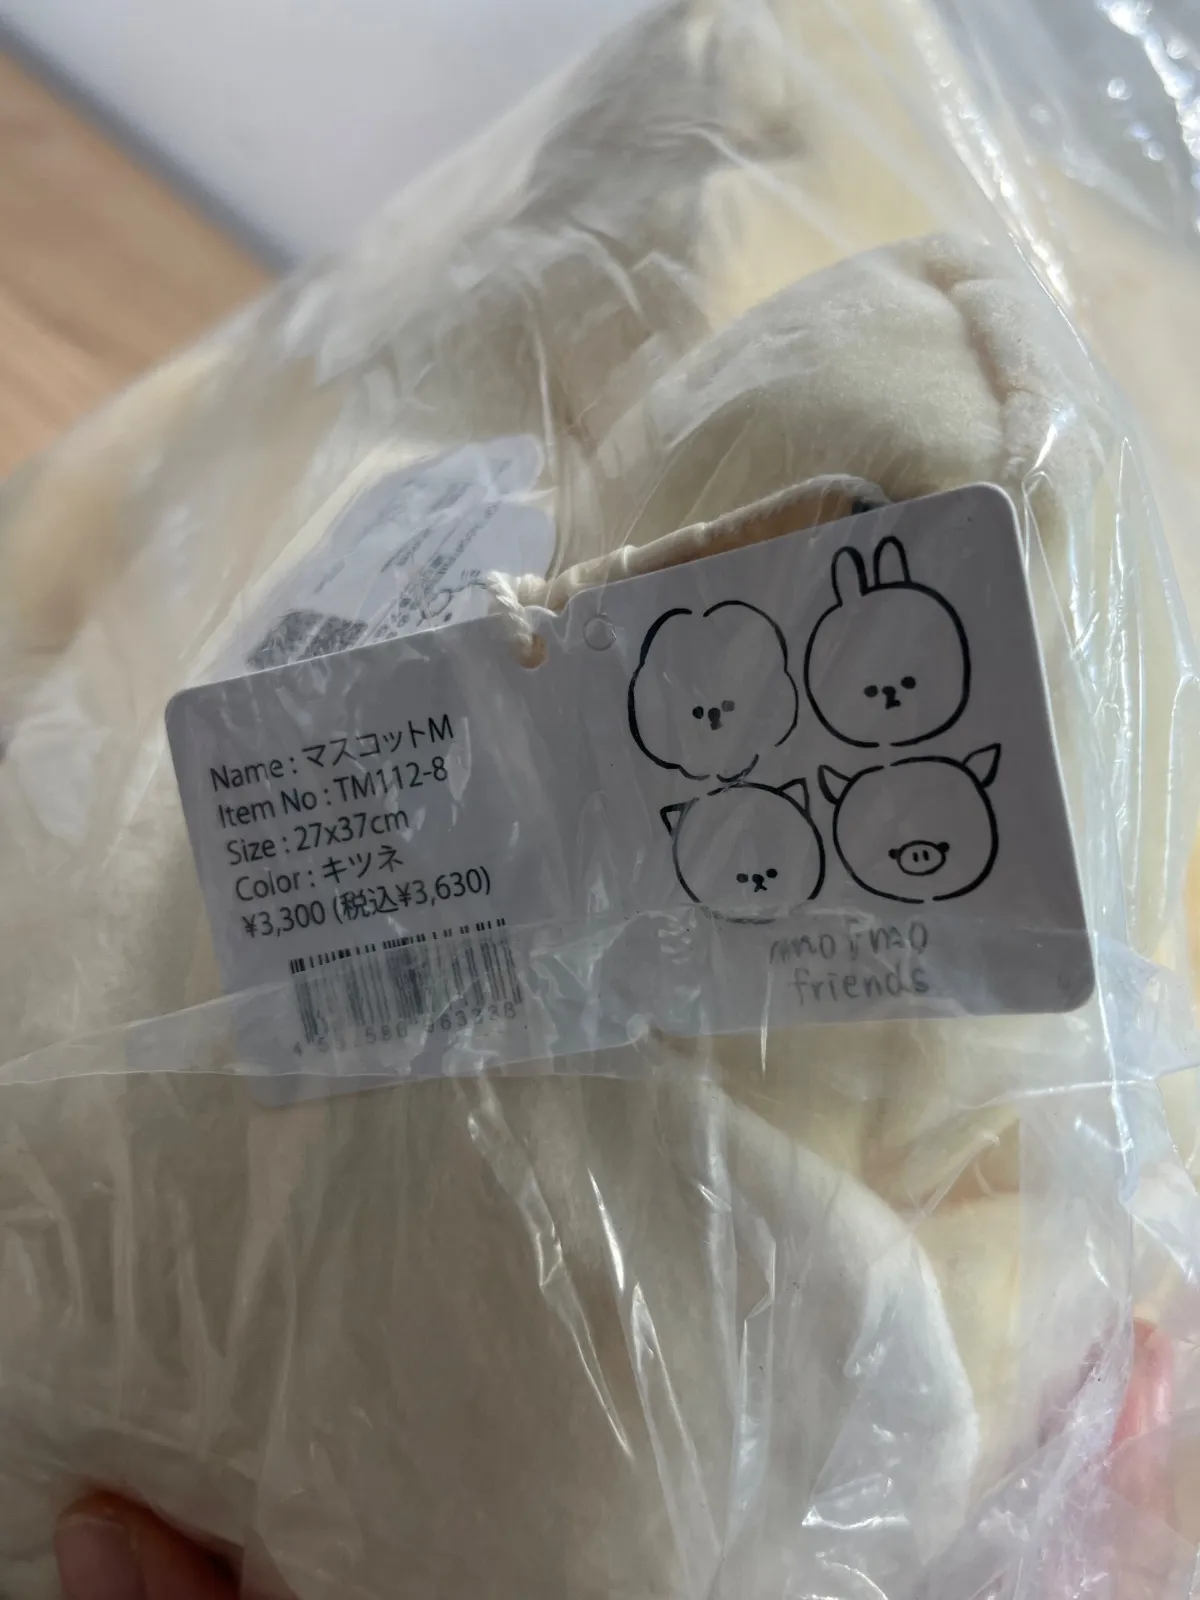 Name : マスコットM
Item No : TM112-8
Size : 27x37cm
Color : キツネ
¥3,300 (税込¥3,630)
mofmo
friends